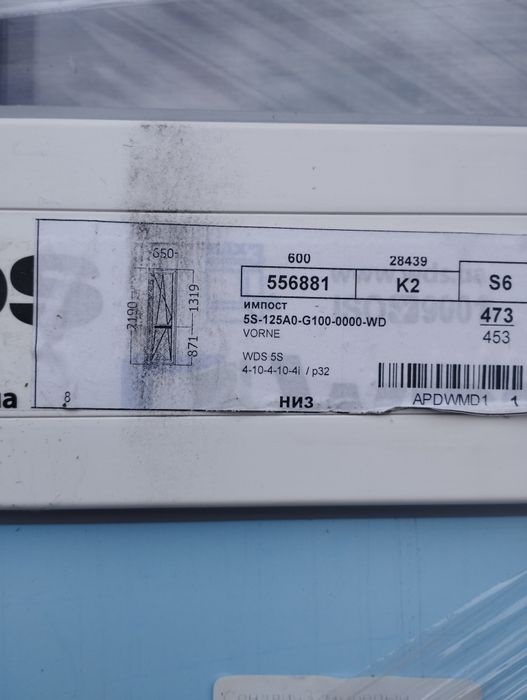 600 28439
556881 K2 S6
импост
5S-125A0-G100-0000-WD
VORNE
473
453
WDS 5S
4-10-4-10-4i / p32
650
2190
1319
871
8
НИЗ
APDWMD1 1